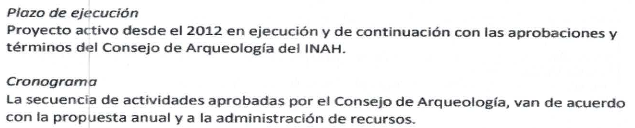 Plazo de ejecución
Proyecto activo desde el 2012 en ejecución y de continuación con las aprobaciones y
términos del Consejo de Arqueología del INAH.
Cronograma
La secuencia de actividades aprobadas por el Consejo de Arqueología, van de acuerdo
con la propuesta anual y a la administración de recursos.